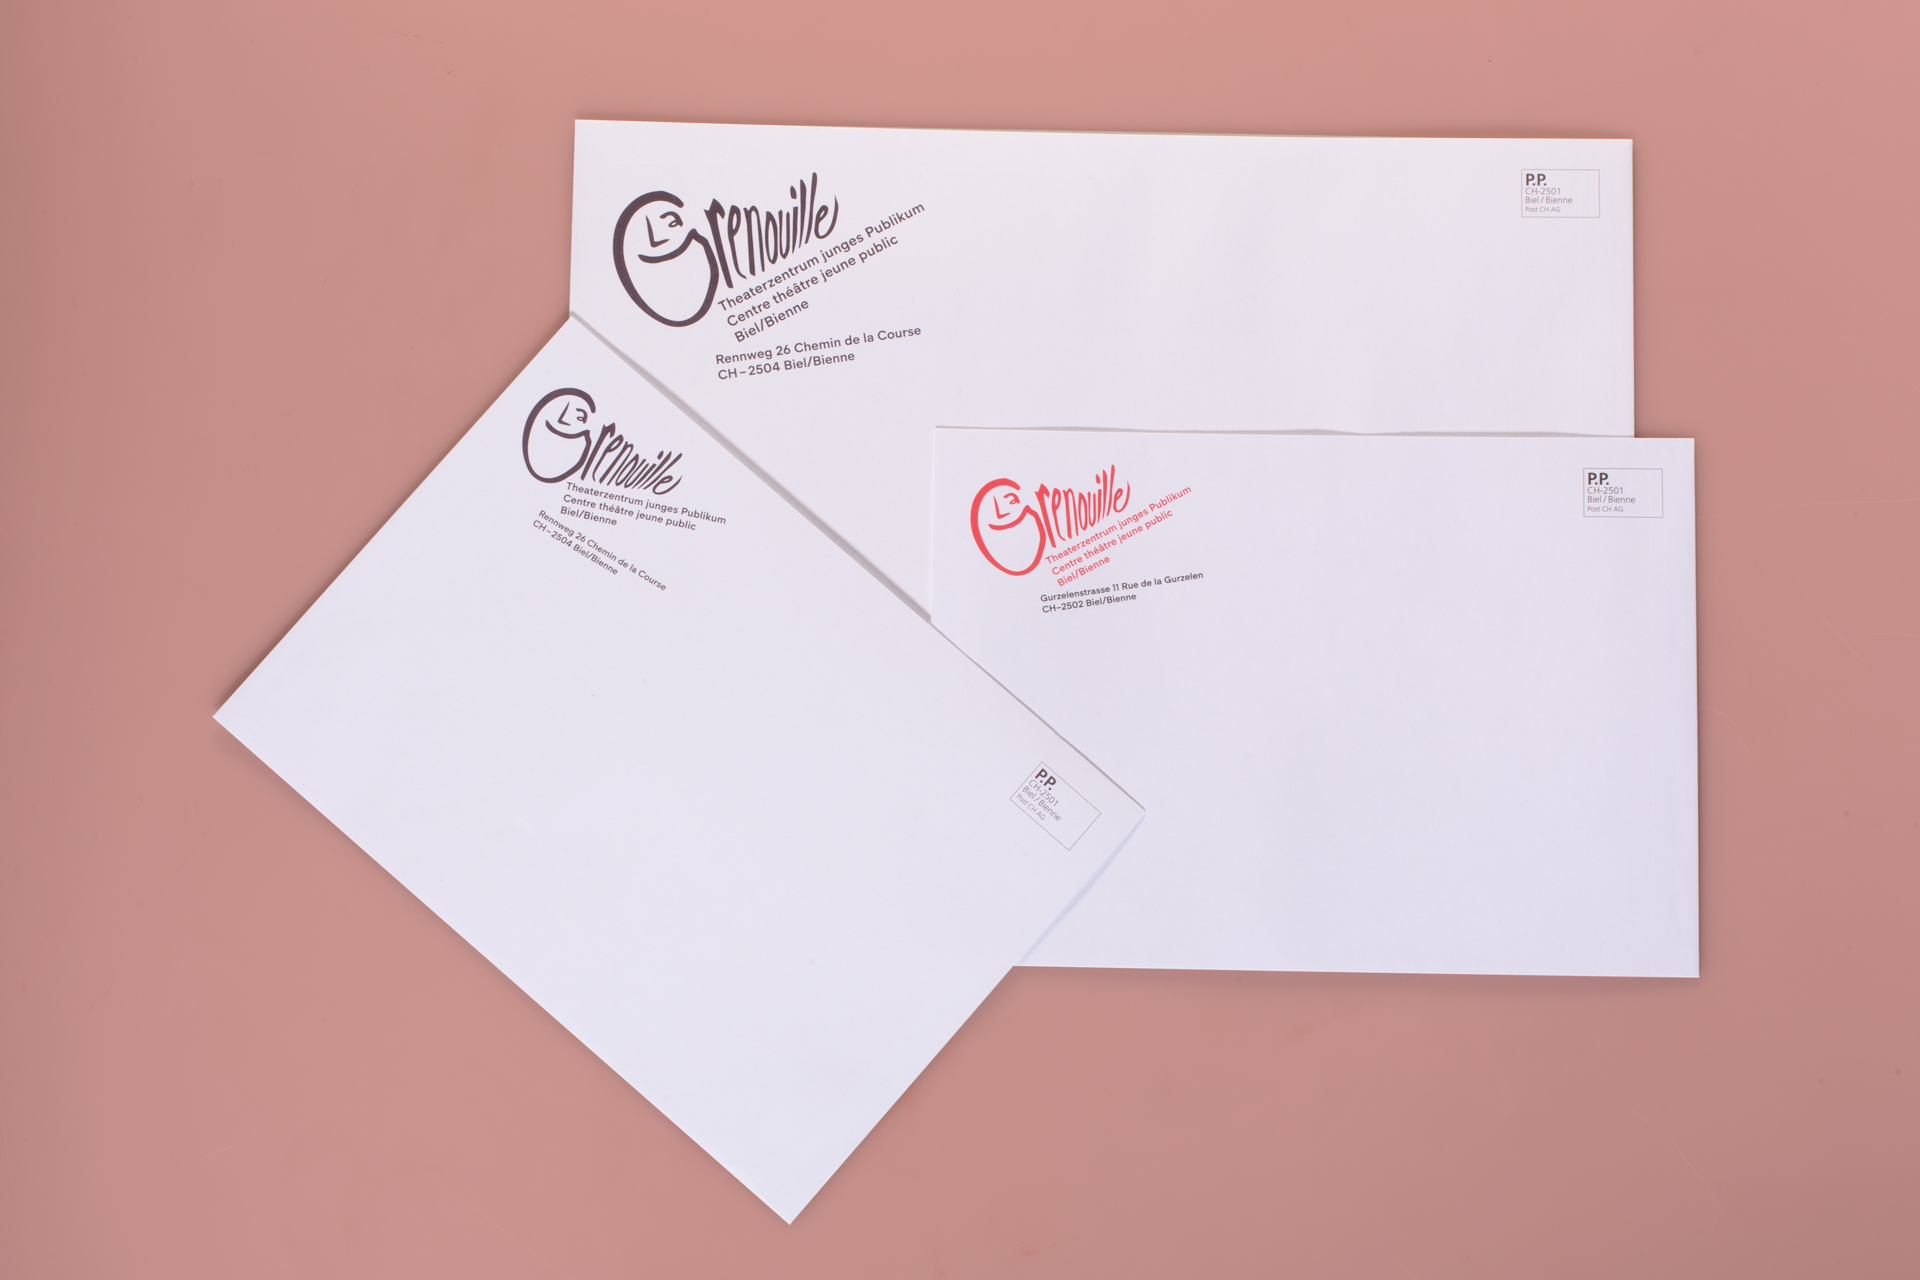 La Grenouille
Theaterzentrum junges Publikum
Centre théâtre jeune public
Biel/Bienne
Rennweg 26 Chemin de la Course
CH–2504 Biel/Bienne
P.P.
CH-2501
Biel / Bienne
Post CH AG
La Grenouille
Theaterzentrum junges Publikum
Centre théâtre jeune public
Biel/Bienne
Rennweg 26 Chemin de la Course
CH–2504 Biel/Bienne
P.P.
CH-2501
Biel / Bienne
Post CH AG
La Grenouille
Theaterzentrum junges Publikum
Centre théâtre jeune public
Biel/Bienne
Gurzelenstrasse 11 Rue de la Gurzelen
CH–2502 Biel/Bienne
P.P.
CH-2501
Biel / Bienne
Post CH AG